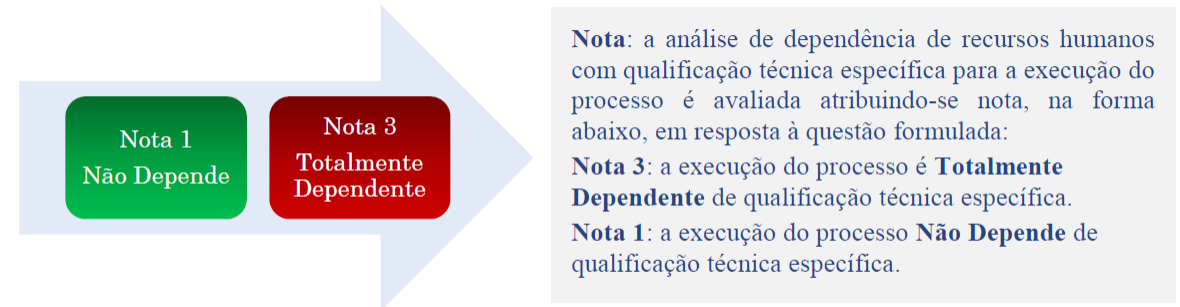 Nota 1
Não Depende
Nota 3
Totalmente
Dependente
Nota: a análise de dependência de recursos humanos
com qualificação técnica específica para a execução do
processo é avaliada atribuindo-se nota, na forma
abaixo, em resposta à questão formulada:
Nota 3: a execução do processo é Totalmente
Dependente de qualificação técnica específica.
Nota 1: a execução do processo Não Depende de
qualificação técnica específica.